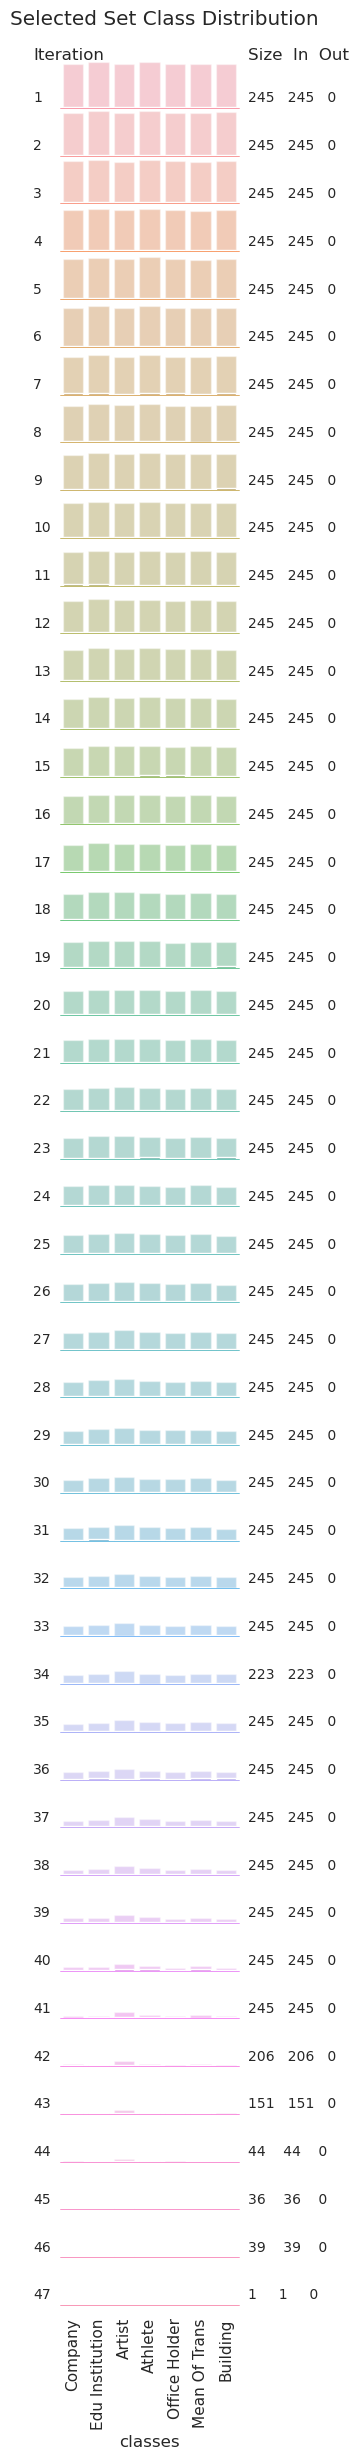 Selected Set Class Distribution
Iteration Size In Out
1 245 245 0
2 245 245 0
3 245 245 0
4 245 245 0
5 245 245 0
6 245 245 0
7 245 245 0
8 245 245 0
9 245 245 0
10 245 245 0
11 245 245 0
12 245 245 0
13 245 245 0
14 245 245 0
15 245 245 0
16 245 245 0
17 245 245 0
18 245 245 0
19 245 245 0
20 245 245 0
21 245 245 0
22 245 245 0
23 245 245 0
24 245 245 0
25 245 245 0
26 245 245 0
27 245 245 0
28 245 245 0
29 245 245 0
30 245 245 0
31 245 245 0
32 245 245 0
33 245 245 0
34 223 223 0
35 245 245 0
36 245 245 0
37 245 245 0
38 245 245 0
39 245 245 0
40 245 245 0
41 245 245 0
42 206 206 0
43 151 151 0
44 44 44 0
45 36 36 0
46 39 39 0
47 1 1 0
Company
Edu Institution
Artist
Athlete
Office Holder
Mean Of Trans
Building
classes